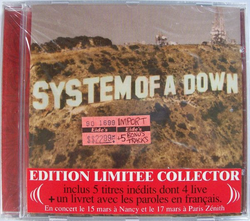 SYSTEM OF A DOWN
IMPORT
EDITION LIMITEE COLLECTOR
inclus 5 titres inédits dont 4 live
+ un livret avec les paroles en français.
En concert le 15 mars à Nancy et le 17 mars à Paris Zénith